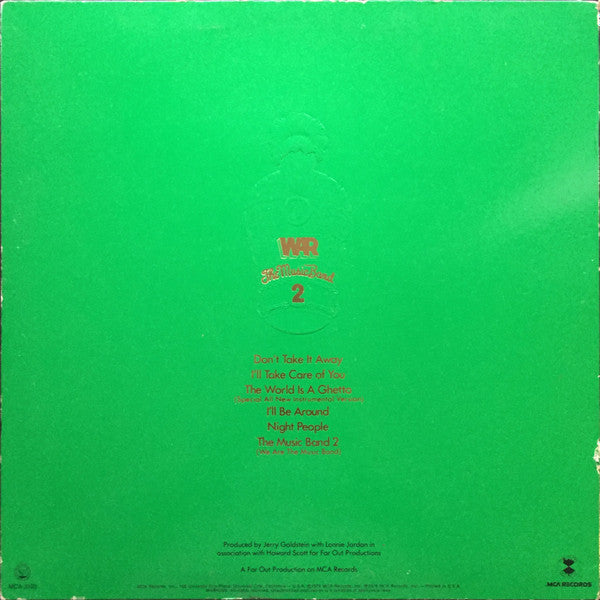 WAR
The Music Band
2
Don't Take It Away
I'll Take Care of You
The World Is A Ghetto
(Special All New Instrumental Version)
I'll Be Around
Night People
The Music Band 2
(We Are The Music Band)
Produced by Jerry Goldstein with Lonnie Jordan in
association with Howard Scott for Far Out Productions
A Far Out Production on MCA Records
MCA RECORDS